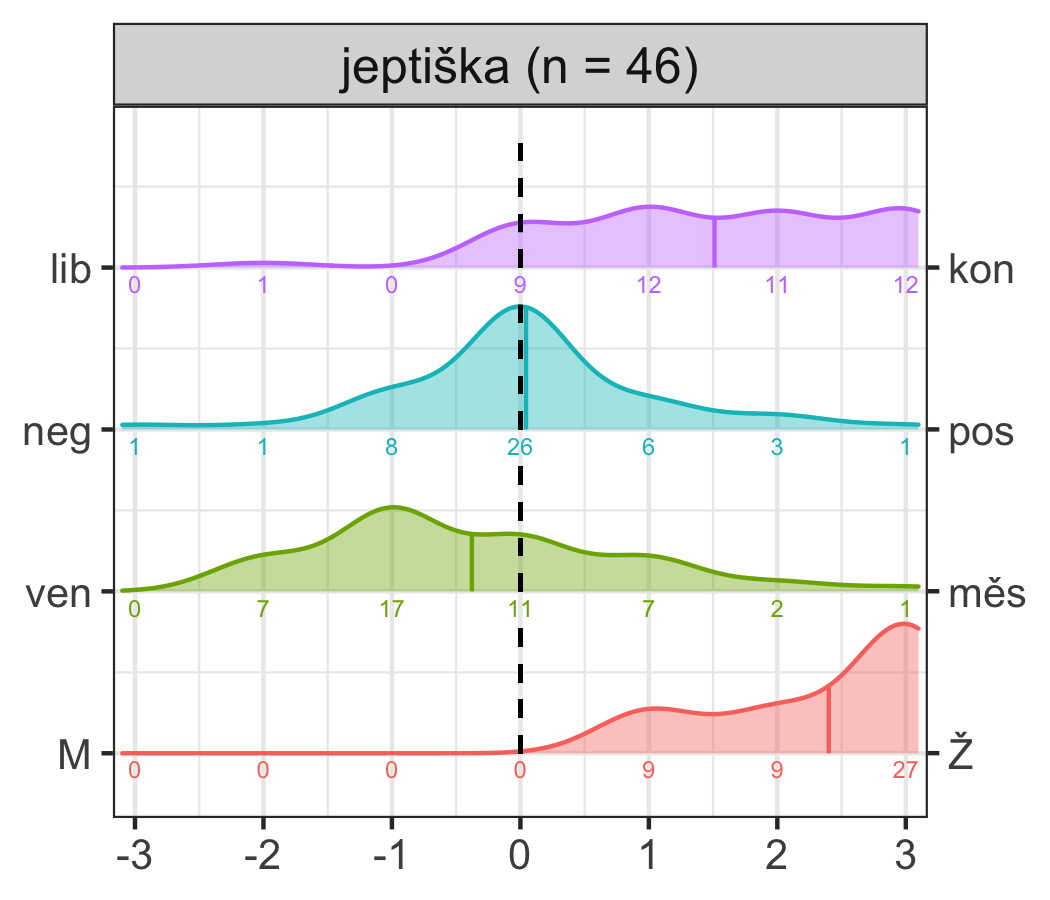 jeptiška (n = 46)
lib kon
0 1 0 9 12 11 12
neg pos
1 1 8 26 6 3 1
ven měs
0 7 17 11 7 2 1
M Ž
0 0 0 0 9 9 27
-3 -2 -1 0 1 2 3